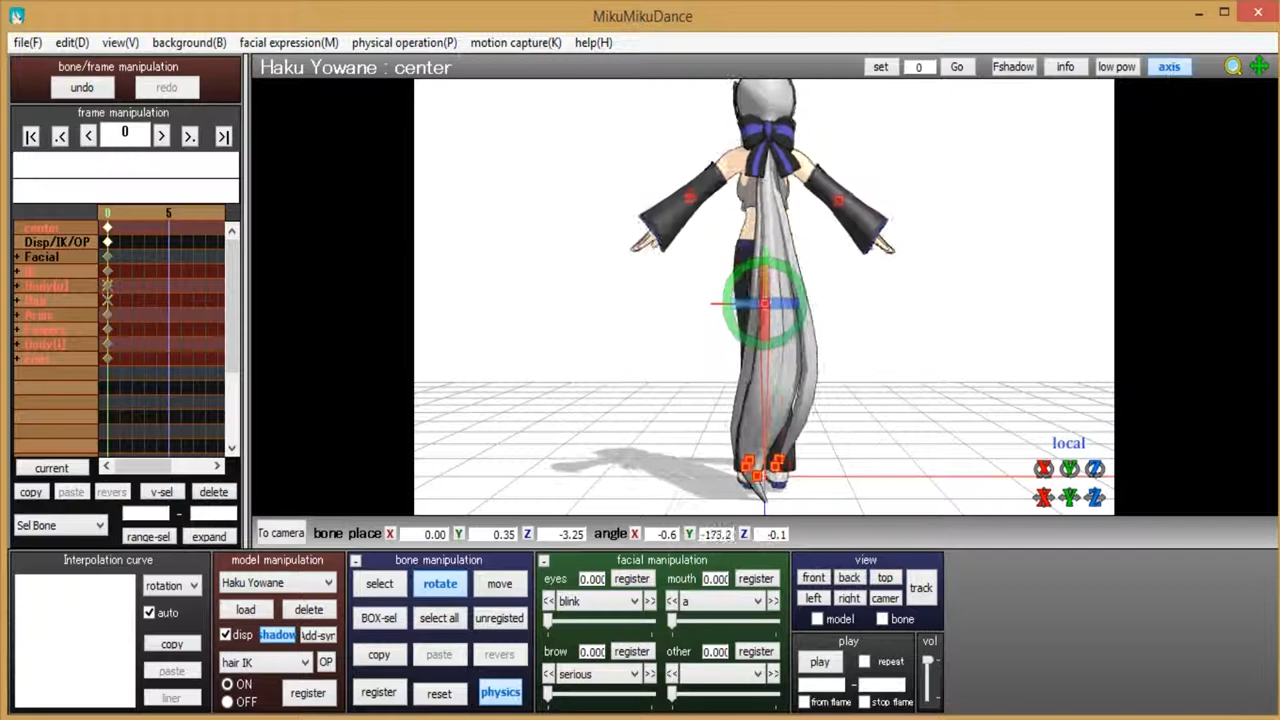 MikuMikuDance
file(F) edit(D) view(V) background(B) facial expression(M) physical operation(P) motion capture(K) help(H)
bone/frame manipulation
undo redo
Haku Yowane : center
set 0 Go Fshadow info low pow axis
frame manipulation
|< .< < 0 > >. >|
0 5
center
Disp/IK/OP
+ Facial
+ IK
+ Body[u]
+ Hair
+ Arms
+ Fingers
+ Body[l]
local
X Y Z
X Y Z
current
copy paste revers v-sel delete
Sel Bone -
range-sel expand
To camera bone place X 0.00 Y 0.35 Z -3.25 angle X -0.6 Y -173.2 Z -0.1
Interpolation curve
rotation
auto
copy
paste
liner
model manipulation
Haku Yowane
load delete
disp shadow Add-syn
hair IK OP
ON
OFF
register
- bone manipulation
select rotate move
BOX-sel select all unregisted
copy paste revers
register reset physics
- facial manipulation
eyes 0.000 register mouth 0.000 register
<< blink >> << a >>
brow 0.000 register other 0.000 register
<< serious >> << >>
view
front back top
left right camer
track
model bone
play
play repeat
-
from flame stop flame
vol